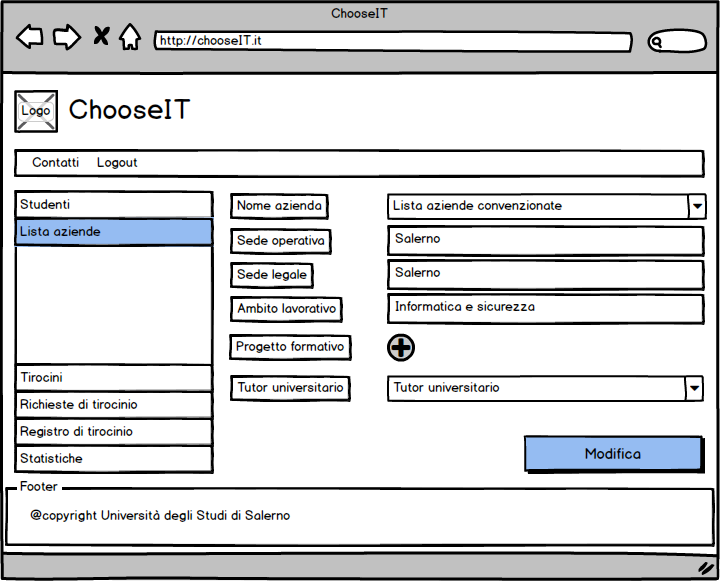 ChooseIT
http://chooseIT.it
Logo
ChooseIT
Contatti Logout
Studenti
Lista aziende
Tirocini
Richieste di tirocinio
Registro di tirocinio
Statistiche
Nome azienda
Lista aziende convenzionate
Sede operativa
Salerno
Sede legale
Salerno
Ambito lavorativo
Informatica e sicurezza
Progetto formativo
Tutor universitario
Tutor universitario
Modifica
Footer
@copyright Università degli Studi di Salerno